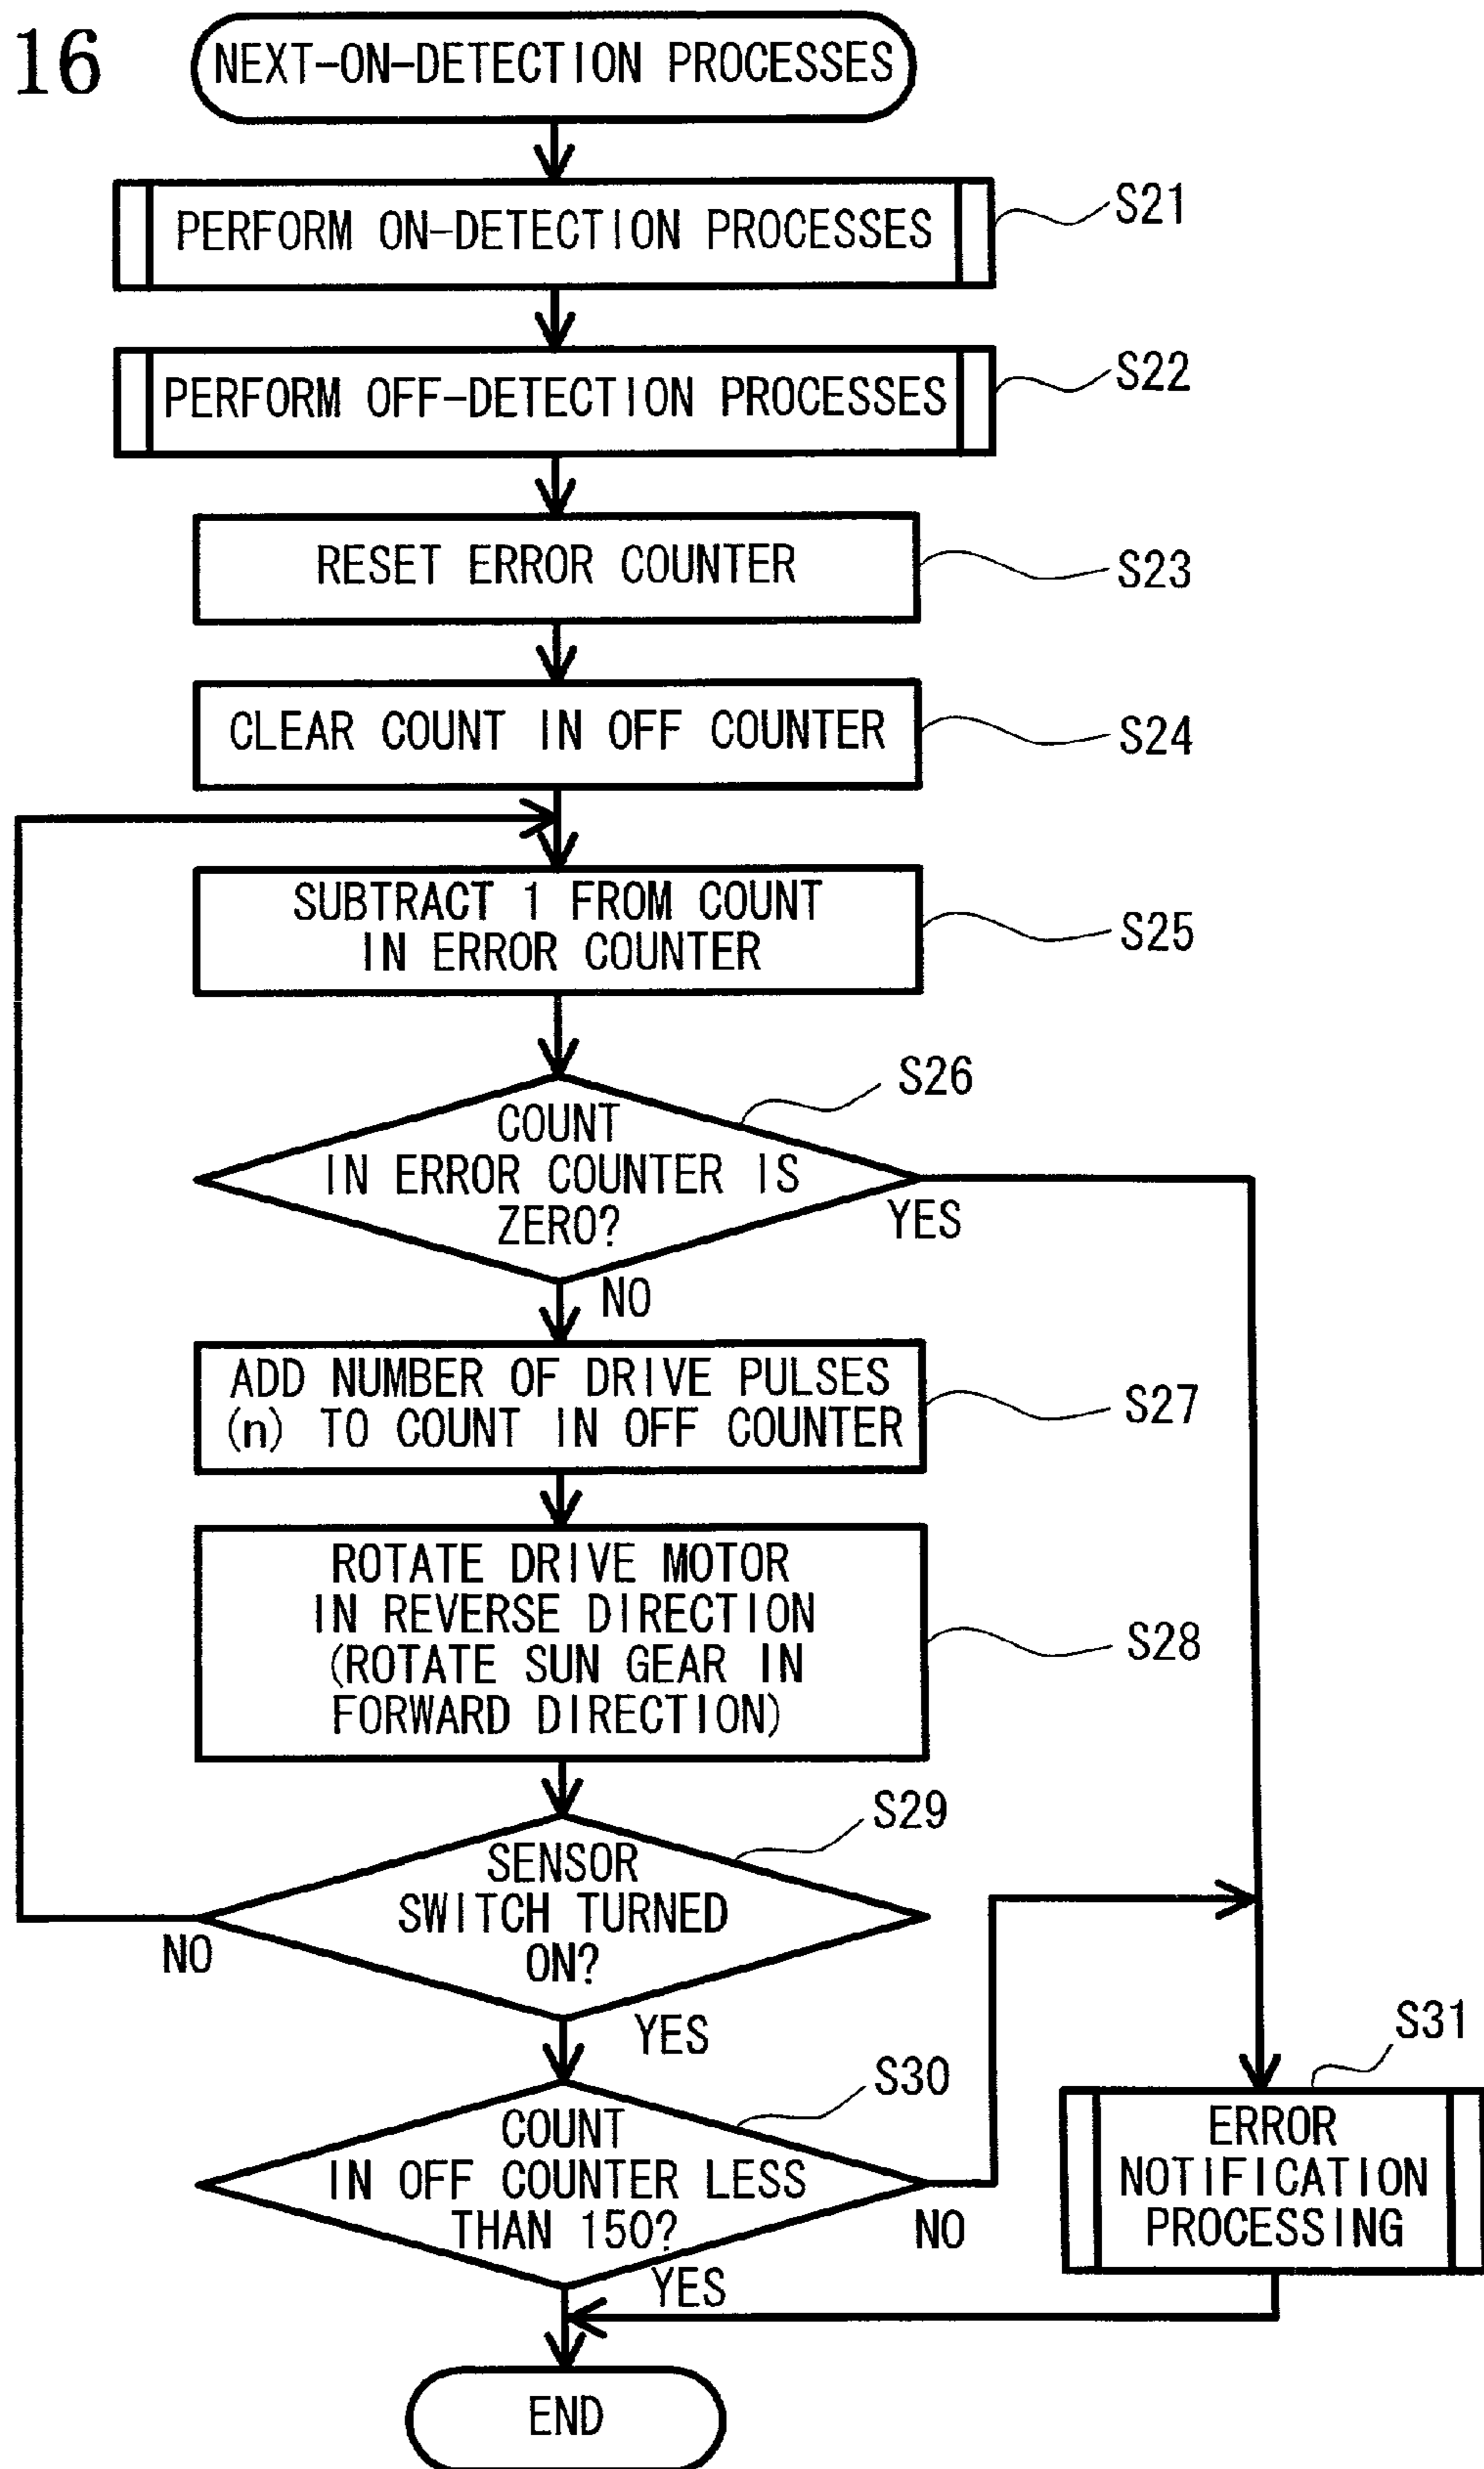 16
NEXT-ON-DETECTION PROCESSES
PERFORM ON-DETECTION PROCESSES
S21
PERFORM OFF-DETECTION PROCESSES
S22
RESET ERROR COUNTER
S23
CLEAR COUNT IN OFF COUNTER
S24
SUBTRACT 1 FROM COUNT
IN ERROR COUNTER
S25
S26
COUNT
IN ERROR COUNTER IS
ZERO?
YES
NO
ADD NUMBER OF DRIVE PULSES
(n) TO COUNT IN OFF COUNTER
S27
ROTATE DRIVE MOTOR
IN REVERSE DIRECTION
(ROTATE SUN GEAR IN
FORWARD DIRECTION)
S28
S29
SENSOR
SWITCH TURNED
ON?
NO
YES
S30
COUNT
IN OFF COUNTER LESS
THAN 150?
NO
YES
S31
ERROR
NOTIFICATION
PROCESSING
END